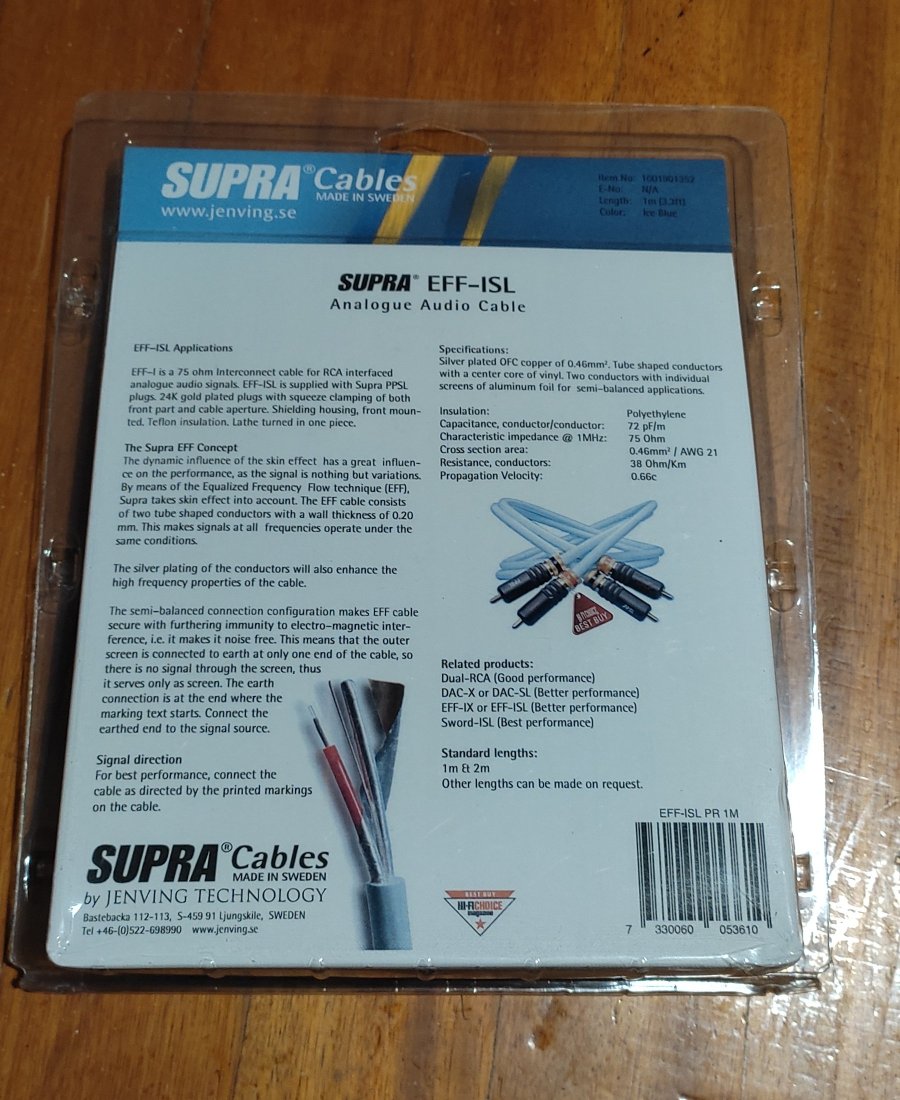 SUPRA® Cables
MADE IN SWEDEN
www.jenving.se
Item No: 1001901352
E-No: N/A
Length: 1m (3.3ft)
Color: Ice Blue
SUPRA® EFF-ISL
Analogue Audio Cable
EFF-ISL Applications
EFF-I is a 75 ohm Interconnect cable for RCA interfaced
analogue audio signals. EFF-ISL is supplied with Supra PPSL
plugs. 24K gold plated plugs with squeeze clamping of both
front part and cable aperture. Shielding housing, front moun-
ted, Teflon insulation. Lathe turned in one piece.
The Supra EFF Concept
The dynamic influence of the skin effect has a great influen-
ce on the performance, as the signal is nothing but variations.
By means of the Equalized Frequency Flow technique (EFF),
Supra takes skin effect into account. The EFF cable consists
of two tube shaped conductors with a wall thickness of 0.20
mm. This makes signals at all frequencies operate under the
same conditions.
The silver plating of the conductors will also enhance the
high frequency properties of the cable.
The semi-balanced connection configuration makes EFF cable
secure with furthering immunity to electro-magnetic inter-
ference, i.e. it makes it noise free. This means that the outer
screen is connected to earth at only one end of the cable, so
there is no signal through the screen, thus
it serves only as screen. The earth
connection is at the end where the
marking text starts. Connect the
earthed end to the signal source.
Signal direction
For best performance, connect the
cable as directed by the printed markings
on the cable.
SUPRA® Cables
MADE IN SWEDEN
by JENVING TECHNOLOGY
Bastebacka 112-113, S-459 91 Ljungskile, SWEDEN
Tel +46-(0)522-698990 www.jenving.se
Specifications:
Silver plated OFC copper of 0.46mm². Tube shaped conductors
with a center core of vinyl. Two conductors with individual
screens of aluminum foil for semi-balanced applications.
Insulation: Polyethylene
Capacitance, conductor/conductor: 72 pF/m
Characteristic impedance @ 1MHz: 75 Ohm
Cross section area: 0.46mm² / AWG 21
Resistance, conductors: 38 Ohm/Km
Propagation Velocity: 0.66c
HI-FI CHOICE
BEST BUY
Related products:
Dual-RCA (Good performance)
DAC-X or DAC-SL (Better performance)
EFF-IX or EFF-ISL (Better performance)
Sword-ISL (Best performance)
Standard lengths:
1m & 2m
Other lengths can be made on request.
BEST BUY
HI-FI CHOICE
magazine
EFF-ISL PR 1M
7 330060 053610